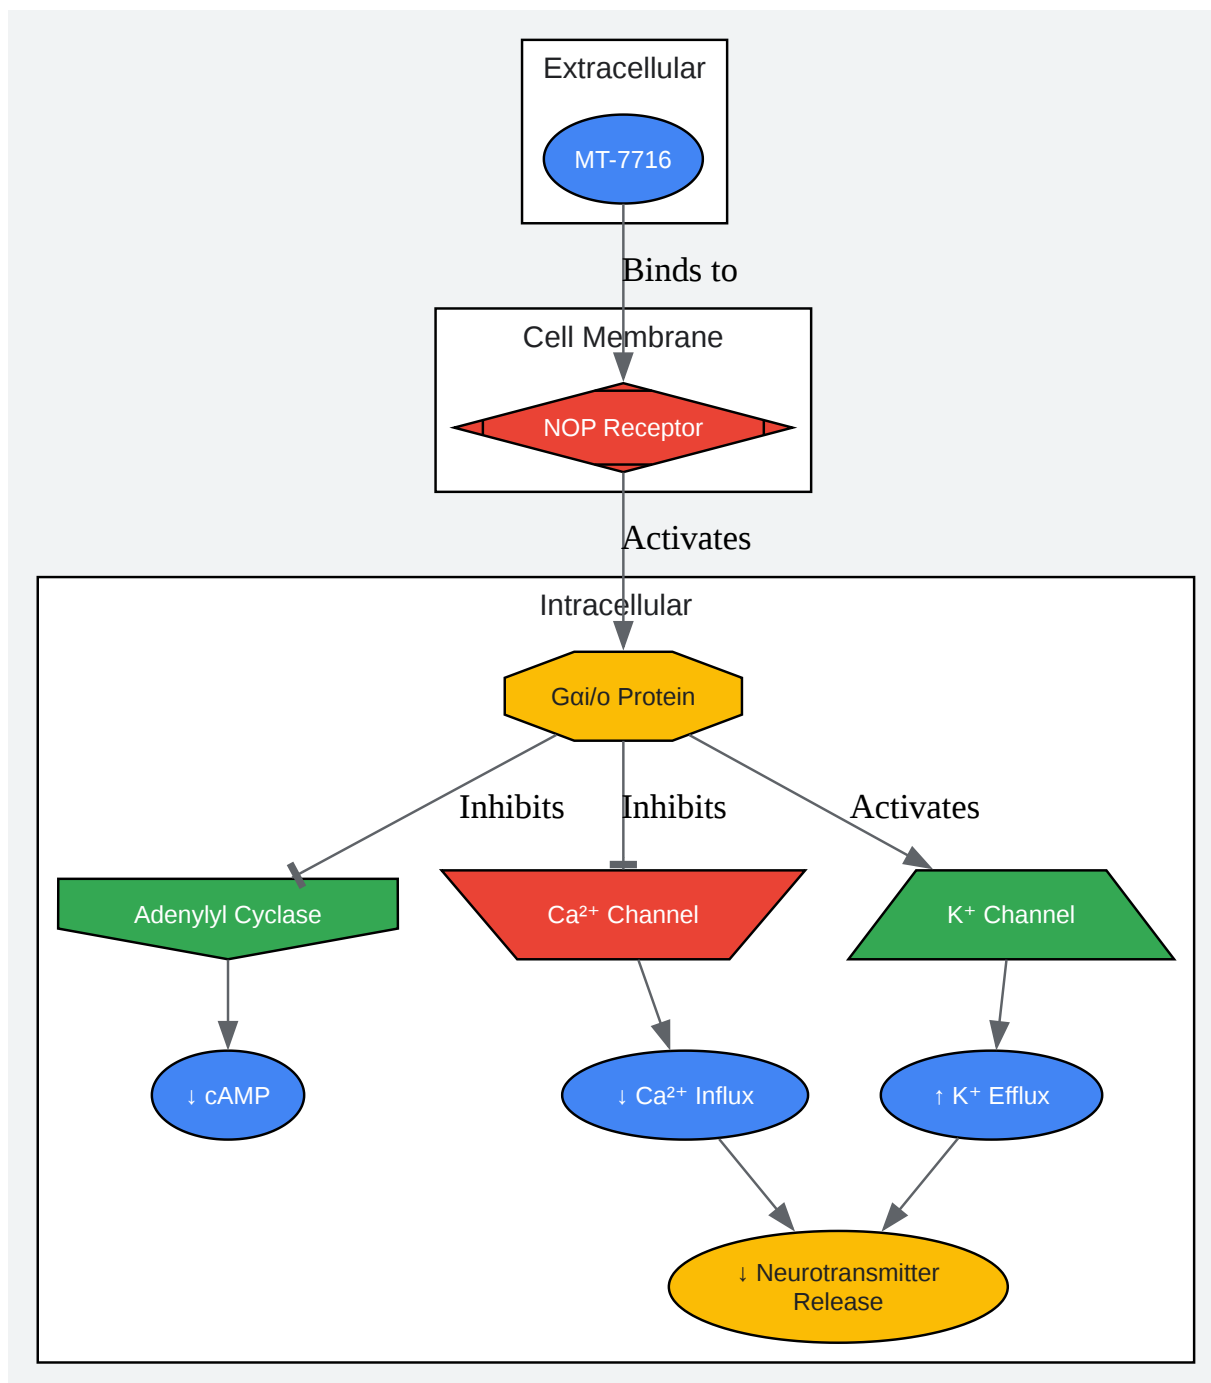 Extracellular
MT-7716
Binds to
Cell Membrane
NOP Receptor
Activates
Intracellular
Gαi/o Protein
Inhibits
Inhibits
Activates
Adenylyl Cyclase
Ca²⁺ Channel
K⁺ Channel
↓ cAMP
↓ Ca²⁺ Influx
↑ K⁺ Efflux
↓ Neurotransmitter
Release